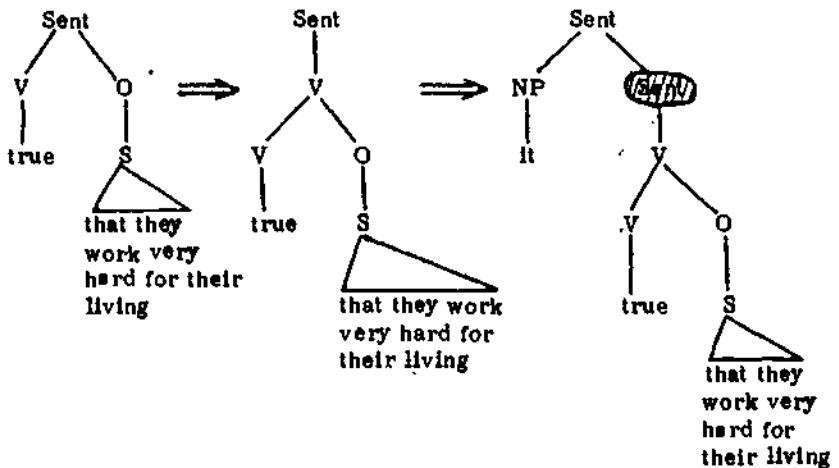 Sent
V
O
true
S
that they
work very
hard for their
living
Sent
V
V
O
true
S
that they work
very hard for
their living
Sent
NP
it
V
V
O
true
S
that they
work very
hard for
their living